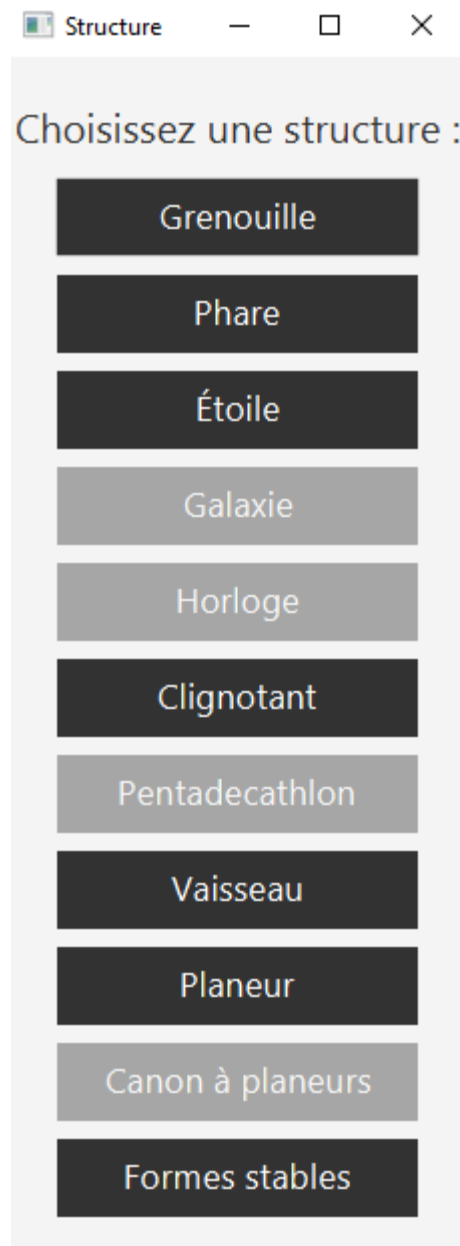 Structure
Choisissez une structure :
Grenouille
Phare
Étoile
Galaxie
Horloge
Clignotant
Pentadecathlon
Vaisseau
Planeur
Canon à planeurs
Formes stables